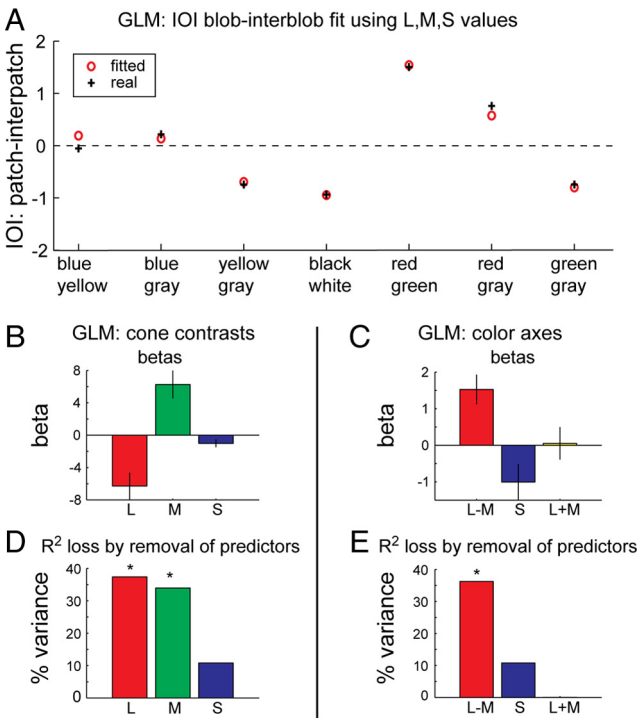 A GLM: IOI blob-interblob fit using L,M,S values
IOI: patch-interpatch
2
1
0
-1
-2
fitted
real
blue yellow
blue gray
yellow gray
black white
red green
red gray
green gray
B GLM: cone contrasts
betas
beta
8
4
0
-4
-8
L M S
C GLM: color axes
betas
beta
2
1
0
-1
L-M S L+M
D R² loss by removal of predictors
% variance
40
30
20
10
0
* *
L M S
E R² loss by removal of predictors
% variance
40
30
20
10
0
*
L-M S L+M